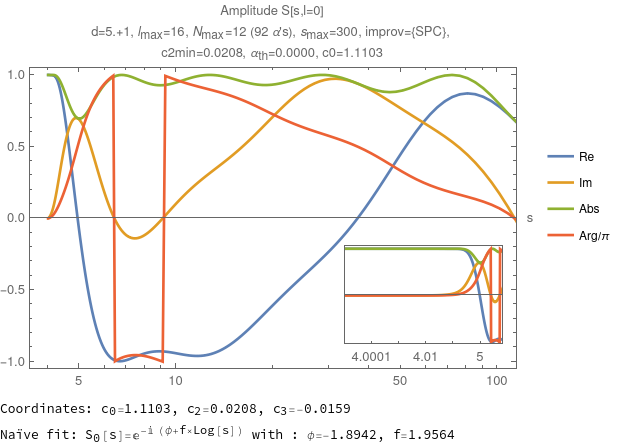 Amplitude S[s,l=0]
d=5.+1, lmax=16, Nmax=12 (92 α's), smax=300, improv={SPC},
c2min=0.0208, αth=0.0000, c0=1.1103
1.0
0.5
0.0
-0.5
-1.0
5
10
50
100
s
4.0001
4.01
5
Re
Im
Abs
Arg/π
Coordinates: c0=1.1103, c2=0.0208, c3=-0.0159
Naïve fit: S0[s]=e^-i (ϕ+f×Log[s]) with : ϕ=-1.8942, f=1.9564